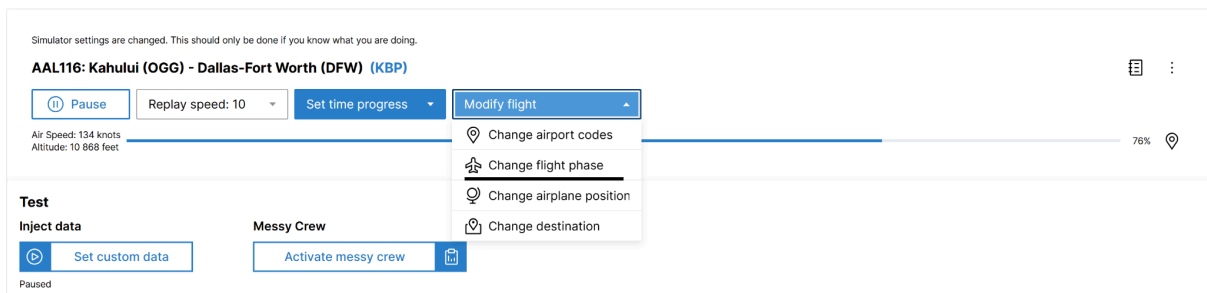 Simulator settings are changed. This should only be done if you know what you are doing.
AAL116: Kahului (OGG) - Dallas-Fort Worth (DFW) (KBP)
Pause
Replay speed: 10
Set time progress
Modify flight
Air Speed: 134 knots
Altitude: 10 868 feet
76%
Change airport codes
Change flight phase
Change airplane position
Change destination
Test
Inject data
Messy Crew
Set custom data
Activate messy crew
Paused